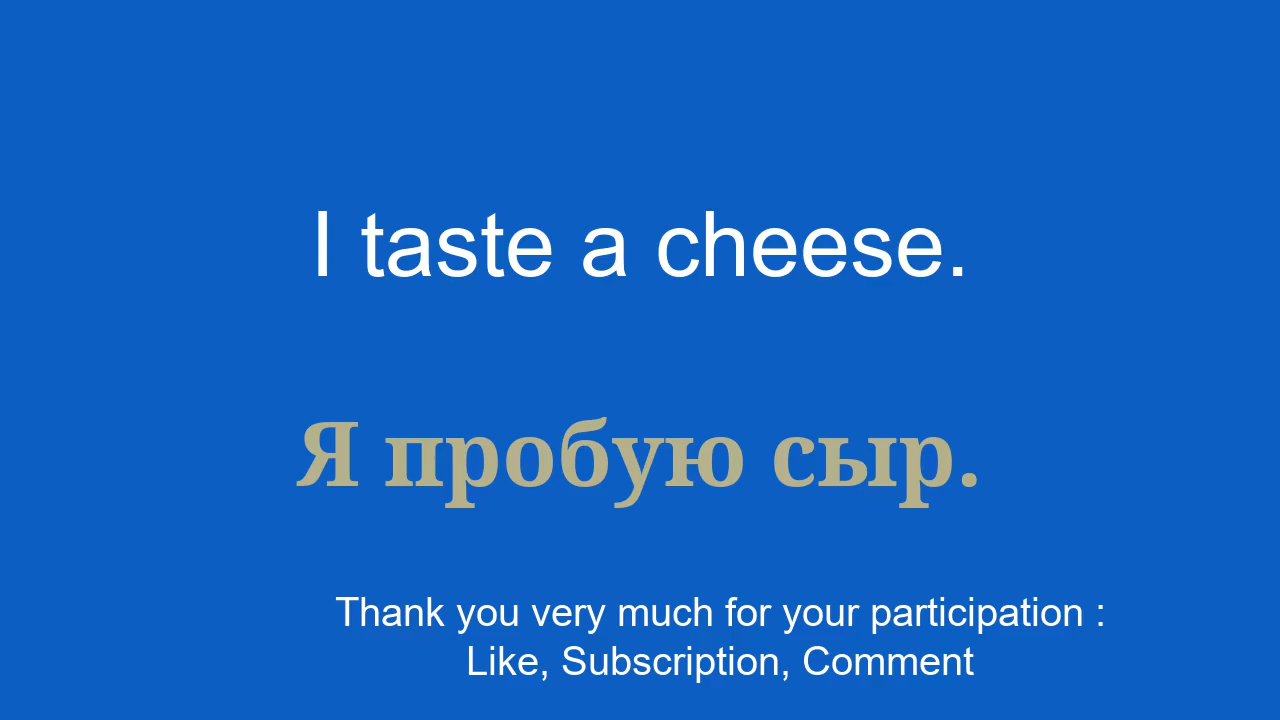 I taste a cheese.
Я пробую сыр.
Thank you very much for your participation :
Like, Subscription, Comment